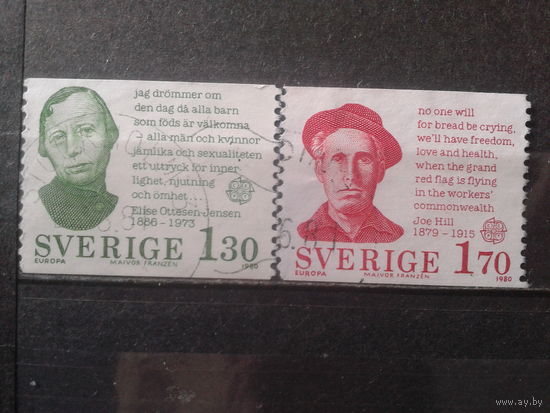 jag drömmer om
den dag då alla barn
som föds är välkomna
alla män och kvinnor
jämlika och sexualiteten
ett uttryck för inner,
lighet, njutning
och ömhet....
Elise Ottesen-Jensen
1886 - 1973
SVERIGE 1.30
EUROPA MAJVOR FRANZÉN 1980
no one will
for bread be crying,
we'll have freedom,
love and health,
when the grand
red flag is flying
in the workers'
commonwealth
Joe Hill
1879 - 1915
SVERIGE 1.70
EUROPA MAJVOR FRANZÉN 1980
www.ay.by